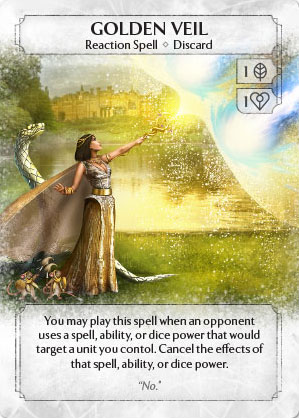 GOLDEN VEIL
Reaction Spell ◇ Discard
1
1
You may play this spell when an opponent
uses a spell, ability, or dice power that would
target a unit you contol. Cancel the effects of
that spell, ability, or dice power.
“No.”